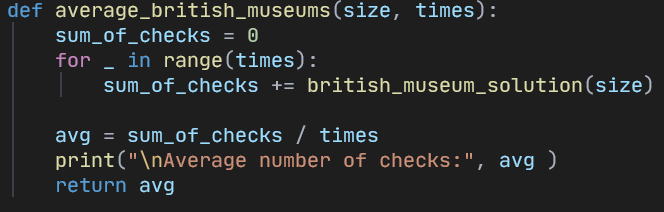 def average_british_museums(size, times):
    sum_of_checks = 0
    for _ in range(times):
        sum_of_checks += british_museum_solution(size)

    avg = sum_of_checks / times
    print("\nAverage number of checks:", avg )
    return avg